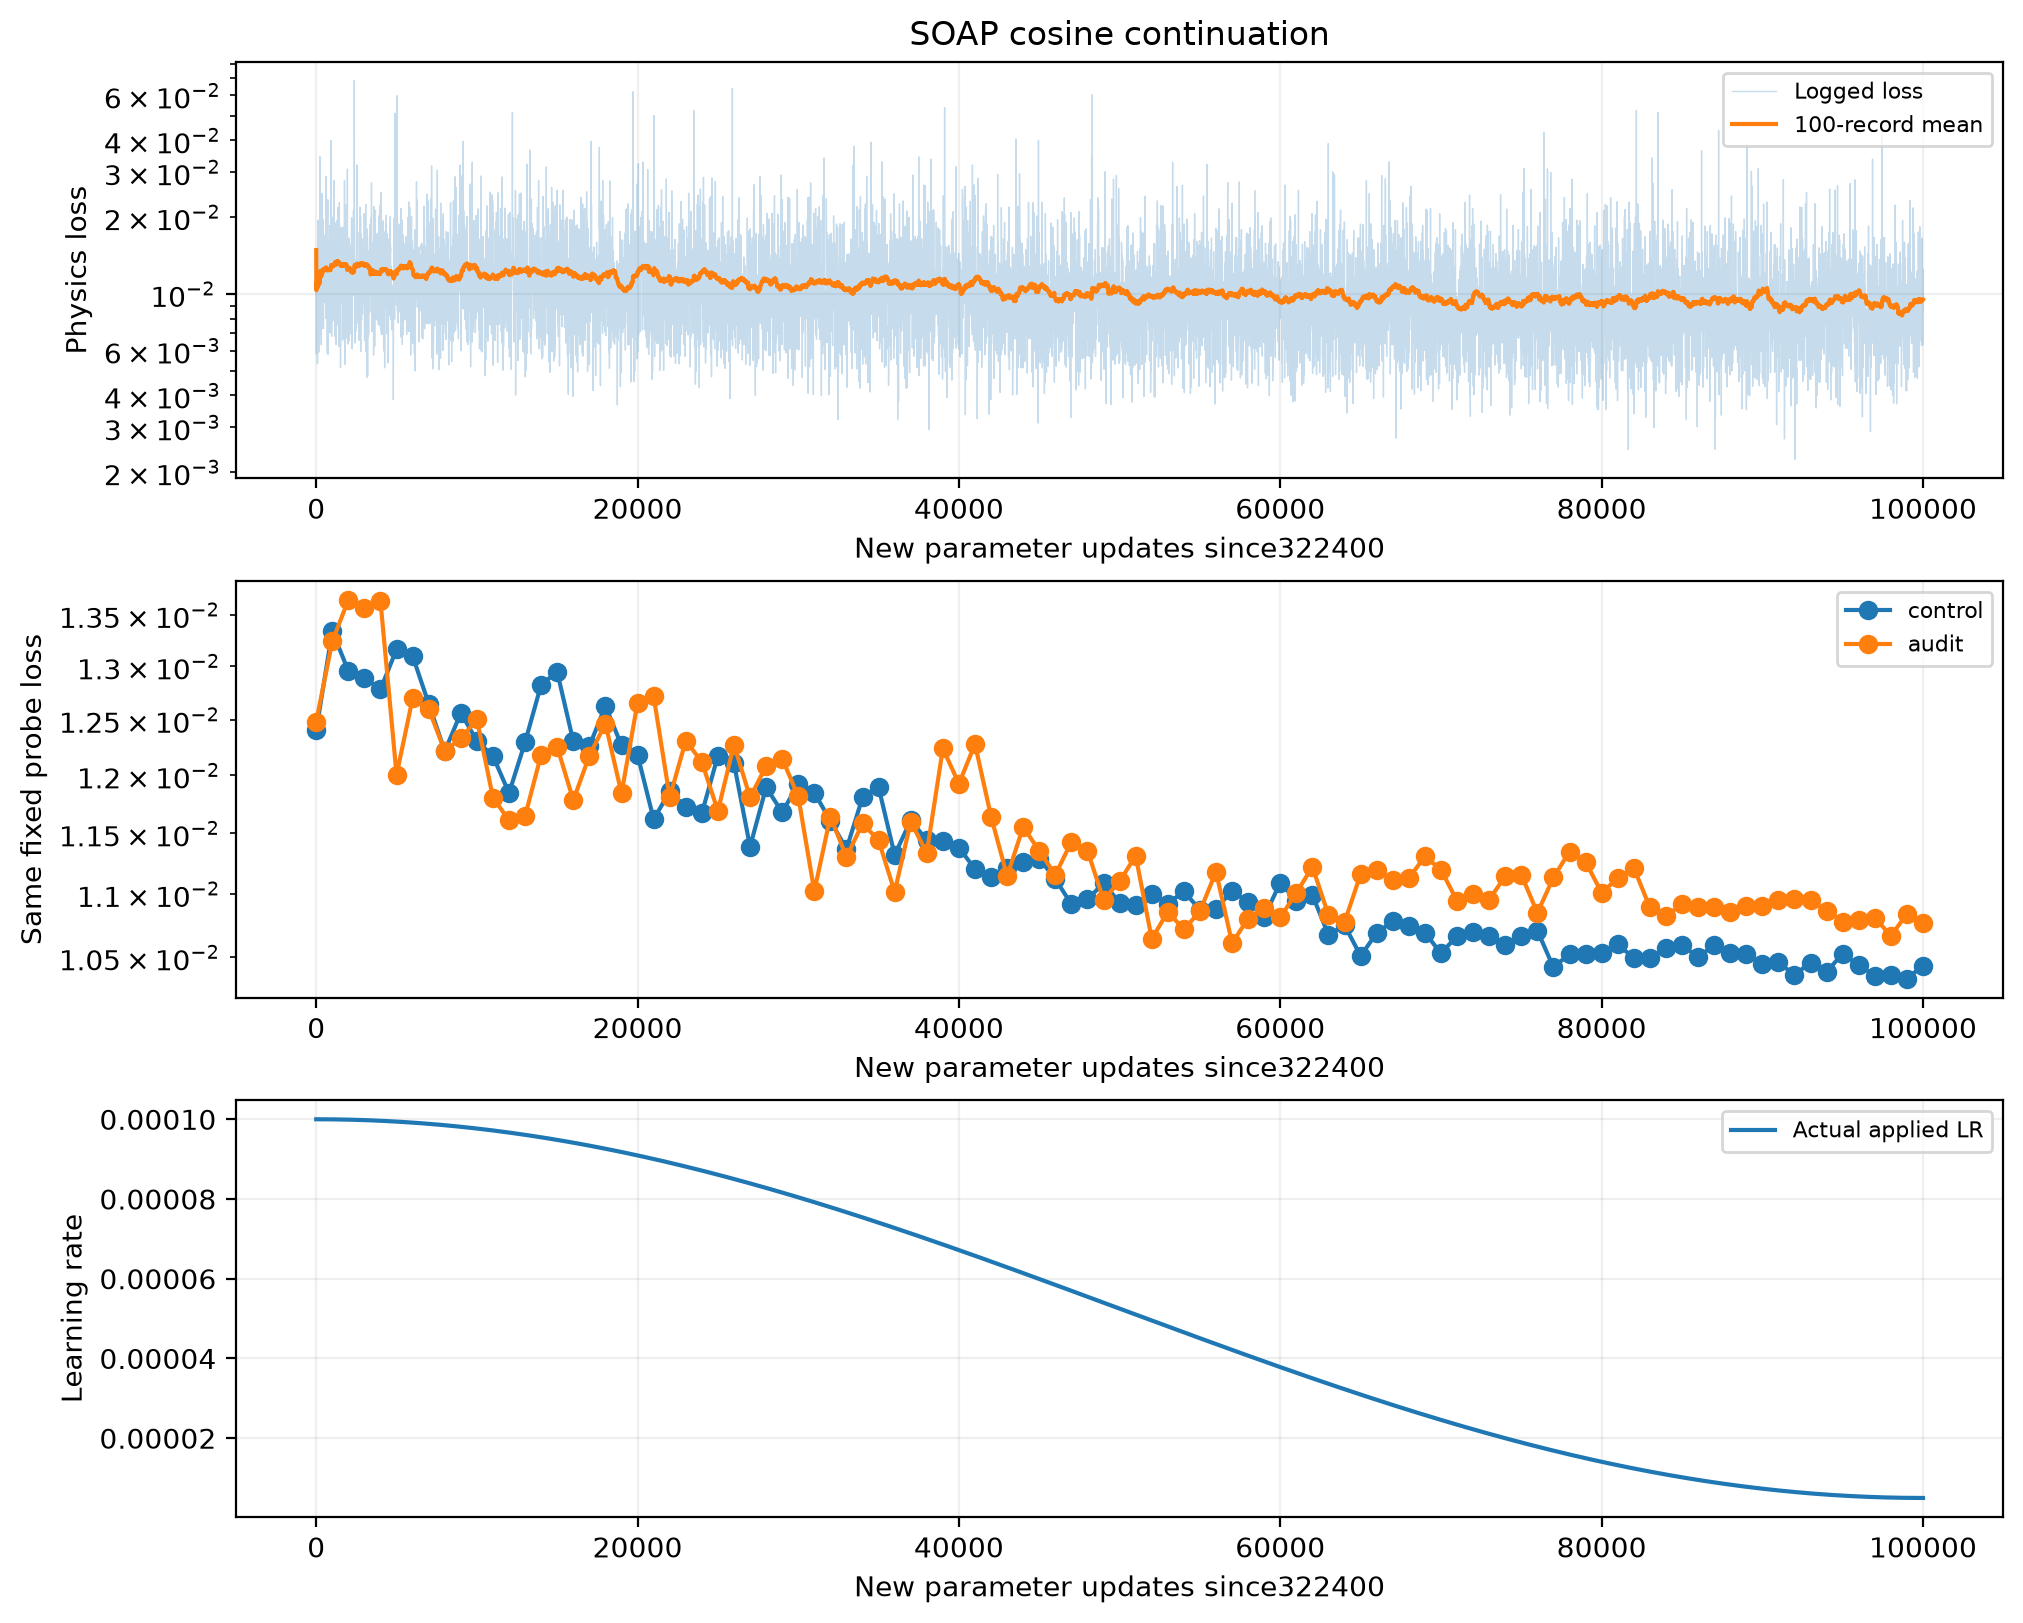 SOAP cosine continuation
Physics loss
6 × 10⁻²
4 × 10⁻²
3 × 10⁻²
2 × 10⁻²
10⁻²
6 × 10⁻³
4 × 10⁻³
3 × 10⁻³
2 × 10⁻³
Logged loss
100-record mean
0 20000 40000 60000 80000 100000
New parameter updates since322400
Same fixed probe loss
1.35 × 10⁻²
1.3 × 10⁻²
1.25 × 10⁻²
1.2 × 10⁻²
1.15 × 10⁻²
1.1 × 10⁻²
1.05 × 10⁻²
control
audit
0 20000 40000 60000 80000 100000
New parameter updates since322400
Learning rate
0.00010
0.00008
0.00006
0.00004
0.00002
Actual applied LR
0 20000 40000 60000 80000 100000
New parameter updates since322400